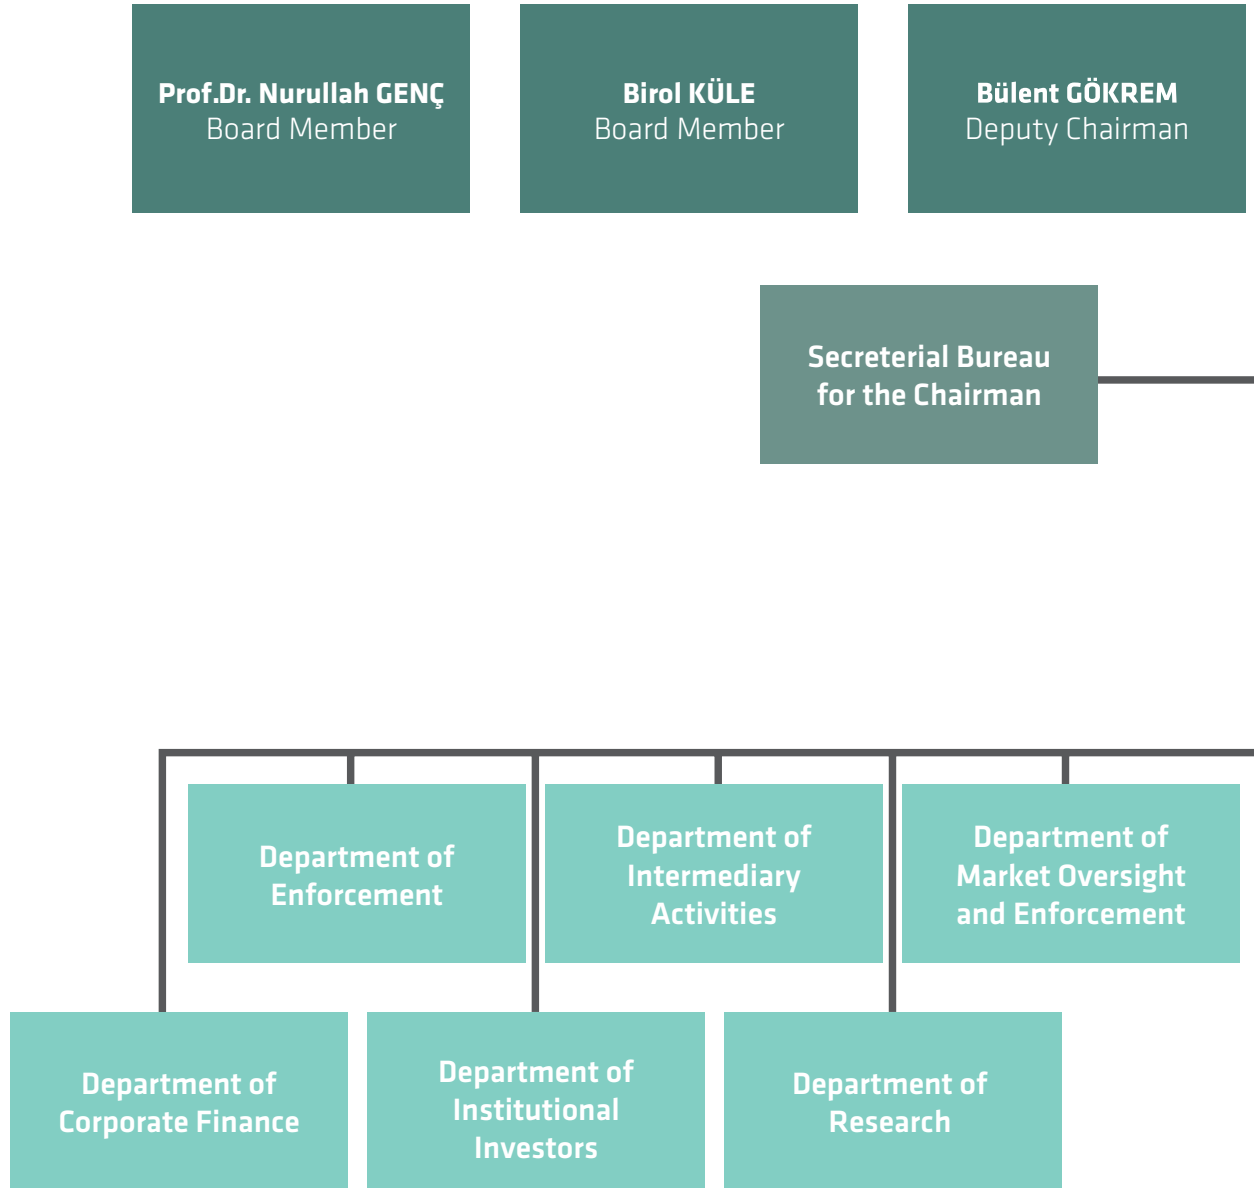 Prof.Dr. Nurullah GENÇ
Board Member
Birol KÜLE
Board Member
Bülent GÖKREM
Deputy Chairman
Secreterial Bureau
for the Chairman
Department of
Enforcement
Department of
Intermediary
Activities
Department of
Market Oversight
and Enforcement
Department of
Corporate Finance
Department of
Institutional
Investors
Department of
Research